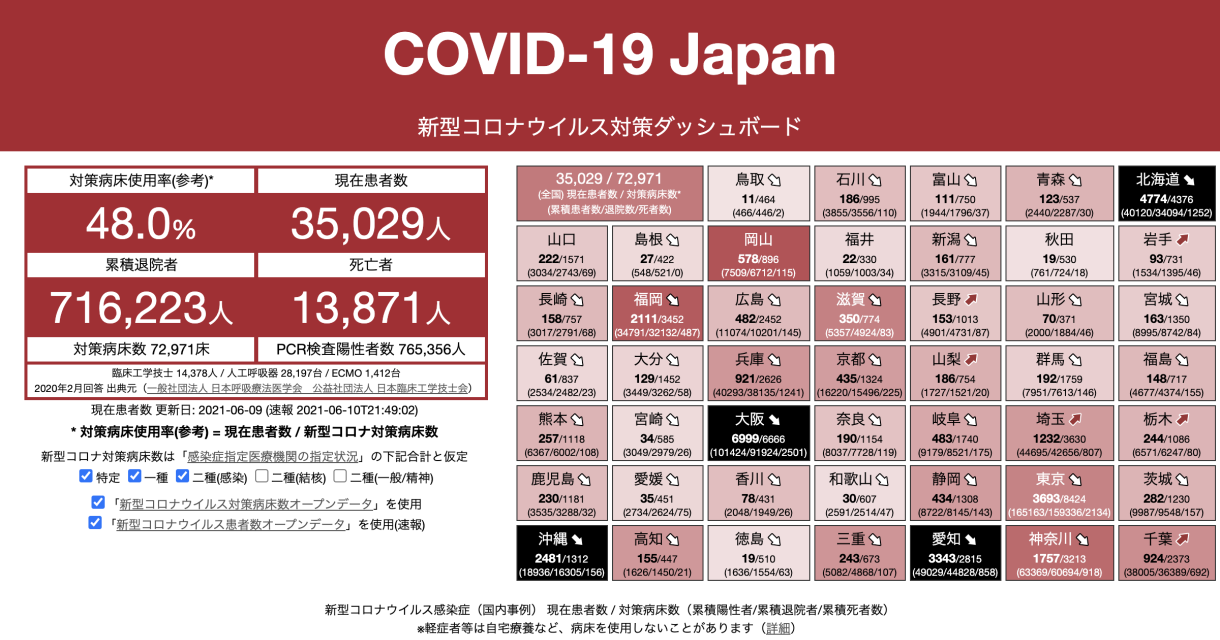 COVID-19 Japan
新型コロナウイルス対策ダッシュボード
対策病床使用率(参考)*
現在患者数
48.0%
35,029人
累積退院者
死亡者
716,223人
13,871人
対策病床数 72,971床
PCR検査陽性者数 765,356人
臨床工学技士 14,378人 / 人工呼吸器 28,197台 / ECMO 1,412台
2020年2月回答 出典元（一般社団法人 日本呼吸療法医学会　公益社団法人 日本臨床工学技士会）
現在患者数 更新日: 2021-06-09 (速報 2021-06-10T21:49:02)
* 対策病床使用率(参考) = 現在患者数 / 新型コロナ対策病床数
新型コロナ対策病床数は「感染症指定医療機関の指定状況」の下記合計と仮定
特定 一種 二種(感染) 二種(結核) 二種(一般/精神)
「新型コロナウイルス対策病床数オープンデータ」を使用
「新型コロナウイルス患者数オープンデータ」を使用(速報)
35,029 / 72,971
(全国) 現在患者数 / 対策病床数*
(累積患者数/退院数/死者数)
鳥取
11/464
(466/446/2)
石川
186/995
(3855/3556/110)
富山
111/750
(1944/1796/37)
青森
123/537
(2440/2287/30)
北海道
4774/4376
(40120/34094/1252)
山口
222/1571
(3034/2743/69)
島根
27/422
(548/521/0)
岡山
578/896
(7509/6712/115)
福井
22/330
(1059/1003/34)
新潟
161/777
(3315/3109/45)
秋田
19/530
(761/724/18)
岩手
93/731
(1534/1395/46)
長崎
158/757
(3017/2791/68)
福岡
2111/3452
(34791/32132/487)
広島
482/2452
(11074/10201/145)
滋賀
350/774
(5357/4924/83)
長野
153/1013
(4901/4731/87)
山形
70/371
(2000/1884/46)
宮城
163/1350
(8995/8742/84)
佐賀
61/837
(2534/2482/23)
大分
129/1452
(3449/3262/58)
兵庫
921/2626
(40293/38135/1241)
京都
435/1324
(16220/15496/225)
山梨
186/754
(1727/1521/20)
群馬
192/1759
(7951/7613/146)
福島
148/717
(4677/4374/155)
熊本
257/1118
(6367/6002/108)
宮崎
34/585
(3049/2979/26)
大阪
6999/6666
(101424/91924/2501)
奈良
190/1154
(8037/7728/119)
岐阜
483/1740
(9179/8521/175)
埼玉
1232/3630
(44695/42656/807)
栃木
244/1086
(6571/6247/80)
鹿児島
230/1181
(3535/3288/32)
愛媛
35/451
(2734/2624/75)
香川
78/431
(2048/1949/26)
和歌山
30/607
(2591/2514/47)
静岡
434/1308
(8722/8145/143)
東京
3693/8424
(165163/159336/2134)
茨城
282/1230
(9987/9548/157)
沖縄
2481/1312
(18936/16305/156)
高知
155/447
(1626/1450/21)
徳島
19/510
(1636/1554/63)
三重
243/673
(5082/4868/107)
愛知
3343/2815
(49029/44828/858)
神奈川
1757/3213
(63369/60694/918)
千葉
924/2373
(38005/36389/692)
新型コロナウイルス感染症（国内事例） 現在患者数 / 対策病床数（累積陽性者/累積退院者/累積死者数）
※軽症者等は自宅療養など、病床を使用しないことがあります（詳細）